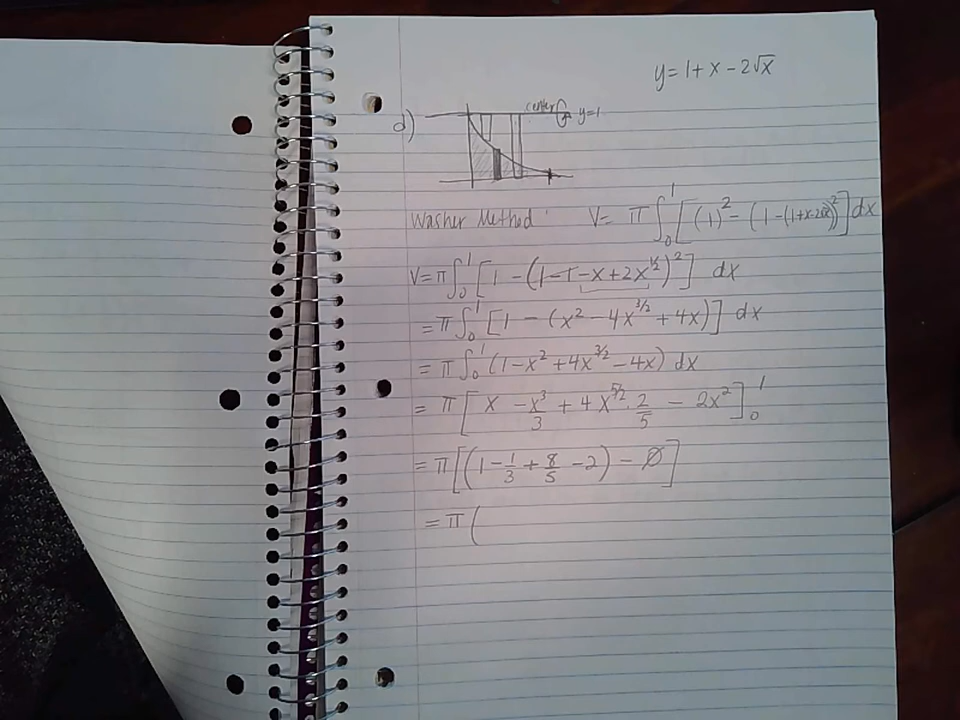 y = 1 + x - 2√x
d)
center y=1
Washer Method: V = π∫₀¹[(1)² - (1-(1+x-2√x))²]dx
V = π∫₀¹[1 - (1-1-x+2x^½)²] dx
= π∫₀¹[1 - (x² - 4x^3/2 + 4x)] dx
= π∫₀¹(1-x² + 4x^3/2 - 4x) dx
= π[x - x³/3 + 4x^5/2 · 2/5 - 2x²]₀¹
= π[(1 - 1/3 + 8/5 - 2) - 0]
= π(